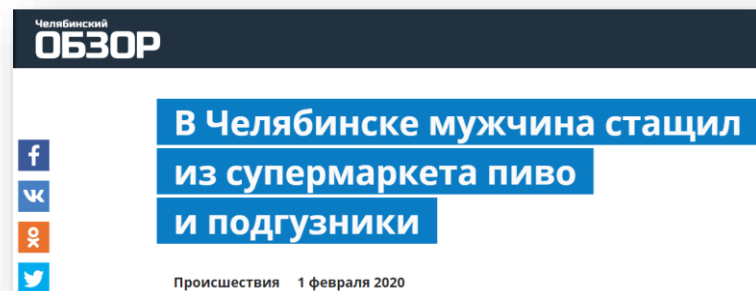 Челябинский
ОБЗОР
В Челябинске мужчина стащил
из супермаркета пиво
и подгузники
Происшествия 1 февраля 2020